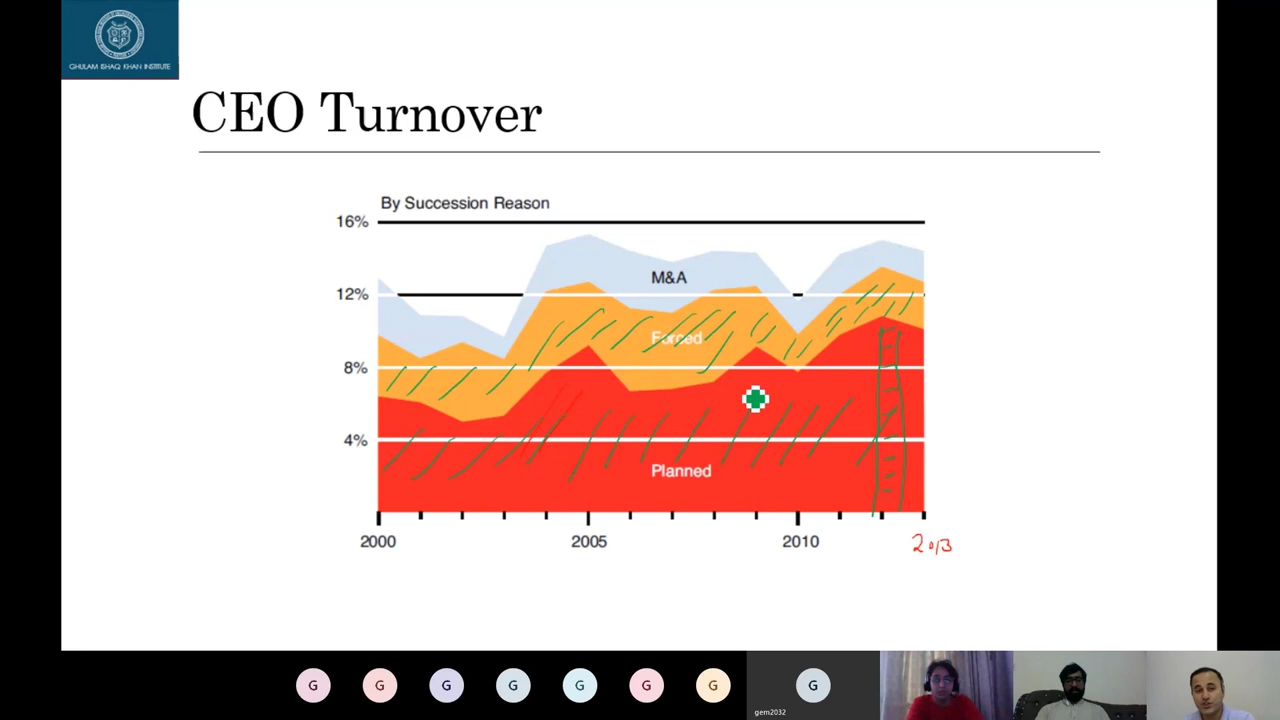 GHULAM ISHAQ KHAN INSTITUTE
CEO Turnover
By Succession Reason
16%
M&A
12%
Forced
8%
4%
Planned
2000
2005
2010
2013
G
G
G
G
G
G
G
G
gem2032